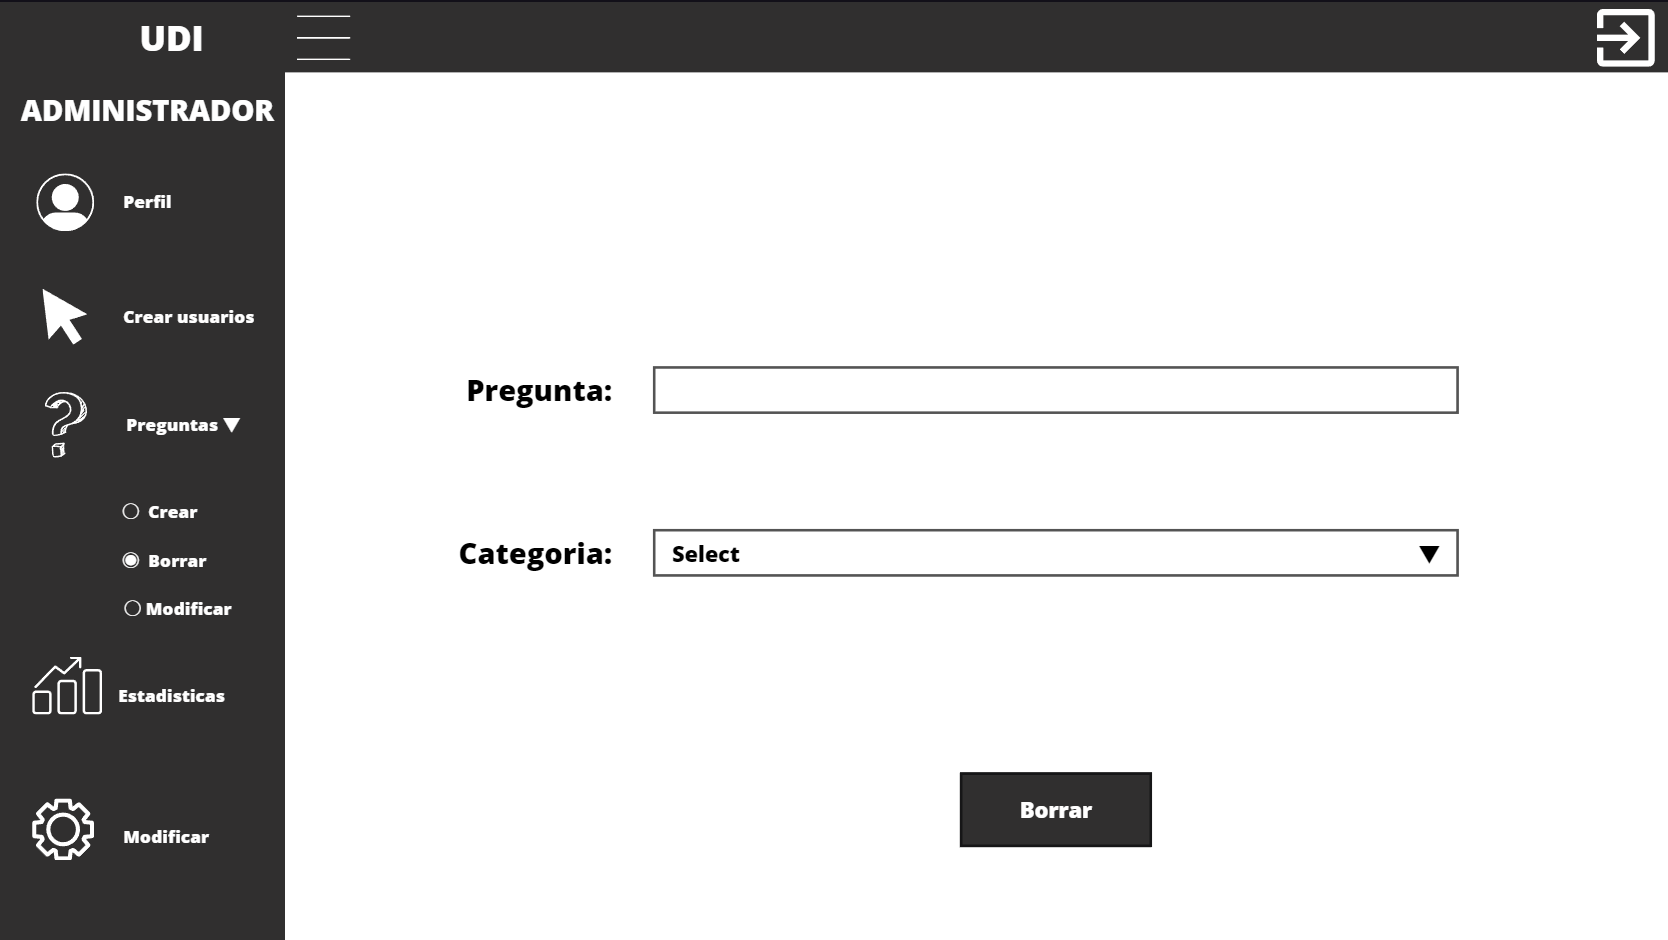 UDI
ADMINISTRADOR
Perfil
Crear usuarios
Preguntas
Crear
Borrar
Modificar
Estadisticas
Modificar
Pregunta:
Categoria:
Select
Borrar